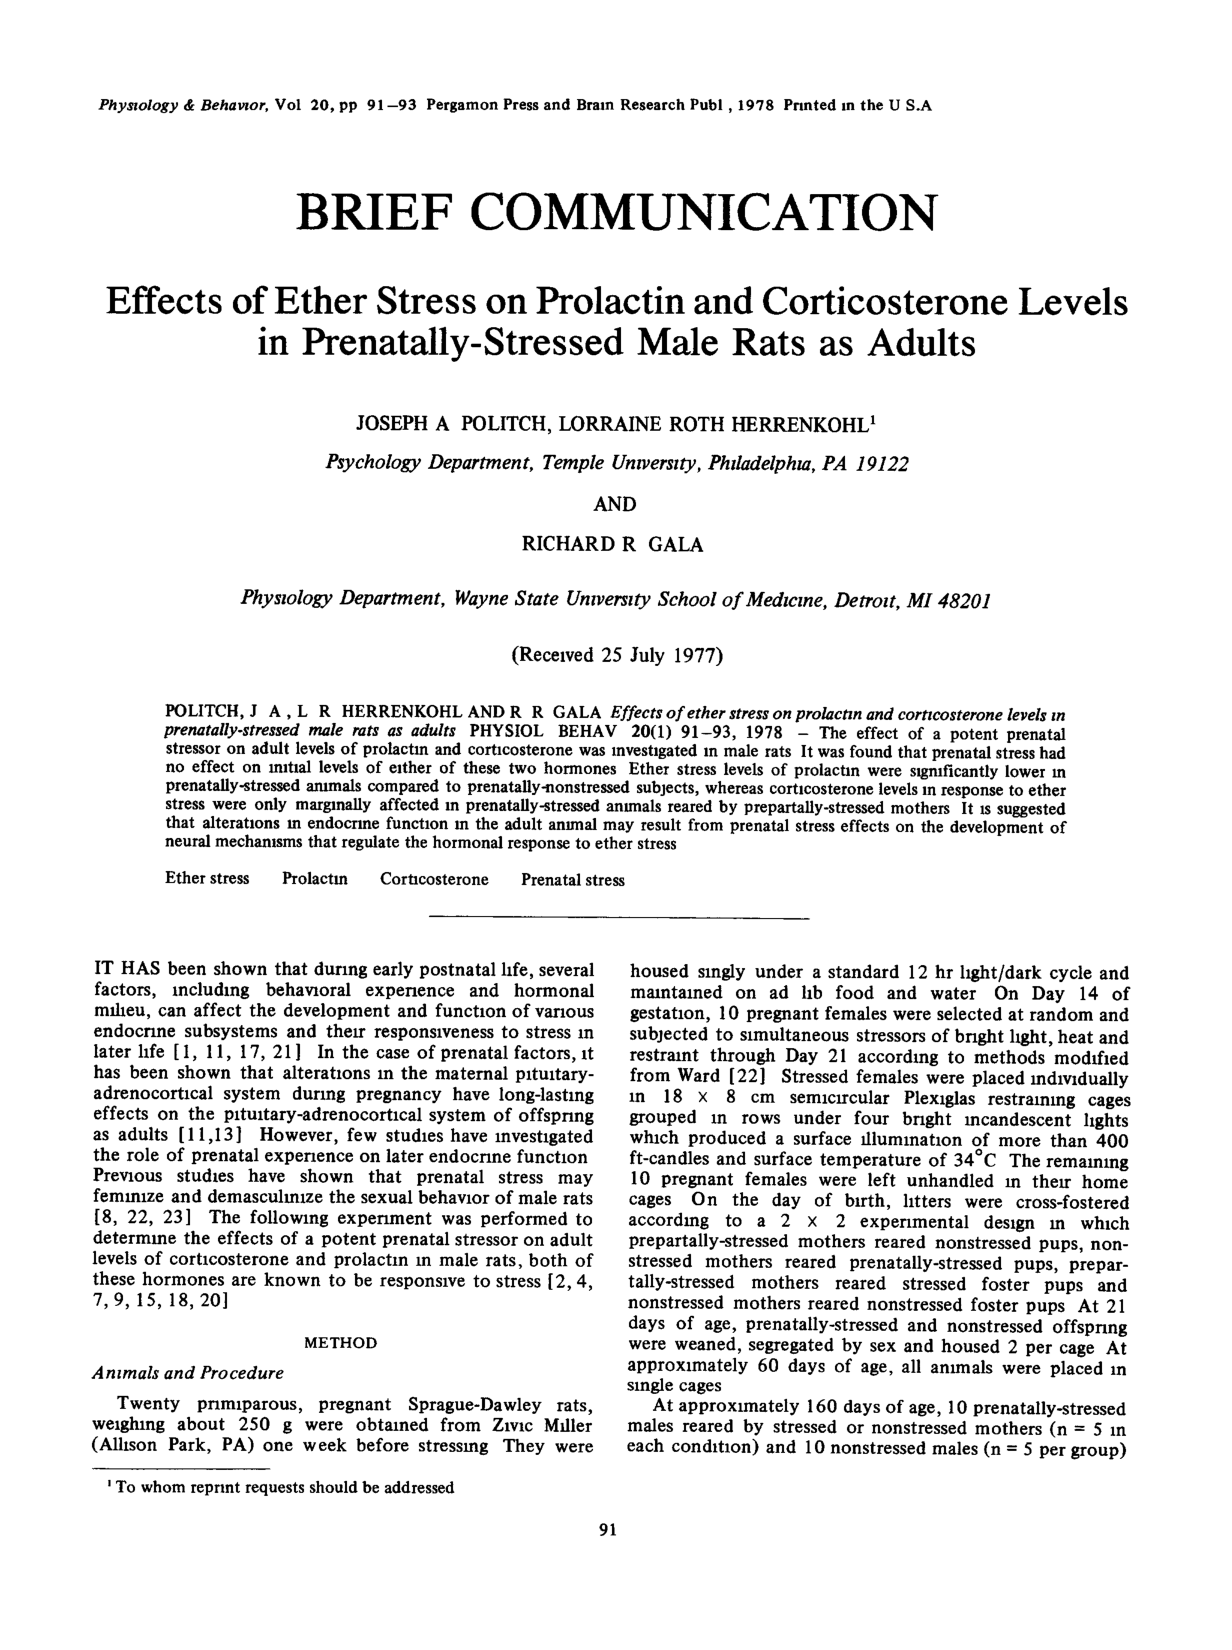 Physiology & Behavior, Vol 20, pp 91–93 Pergamon Press and Brain Research Publ , 1978 Printed in the U S.A
BRIEF COMMUNICATION
Effects of Ether Stress on Prolactin and Corticosterone Levels
in Prenatally-Stressed Male Rats as Adults
JOSEPH A POLITCH, LORRAINE ROTH HERRENKOHL¹
Psychology Department, Temple University, Philadelphia, PA 19122
AND
RICHARD R GALA
Physiology Department, Wayne State University School of Medicine, Detroit, MI 48201
(Received 25 July 1977)
POLITCH, J A , L R HERRENKOHL AND R R GALA Effects of ether stress on prolactin and corticosterone levels in
prenatally-stressed male rats as adults PHYSIOL BEHAV 20(1) 91–93, 1978 – The effect of a potent prenatal
stressor on adult levels of prolactin and corticosterone was investigated in male rats It was found that prenatal stress had
no effect on initial levels of either of these two hormones Ether stress levels of prolactin were significantly lower in
prenatally-stressed animals compared to prenatally-nonstressed subjects, whereas corticosterone levels in response to ether
stress were only marginally affected in prenatally-stressed animals reared by prepartally-stressed mothers It is suggested
that alterations in endocrine function in the adult animal may result from prenatal stress effects on the development of
neural mechanisms that regulate the hormonal response to ether stress
Ether stress Prolactin Corticosterone Prenatal stress
IT HAS been shown that during early postnatal life, several
factors, including behavioral experience and hormonal
milieu, can affect the development and function of various
endocrine subsystems and their responsiveness to stress in
later life [1, 11, 17, 21] In the case of prenatal factors, it
has been shown that alterations in the maternal pituitary-
adrenocortical system during pregnancy have long-lasting
effects on the pituitary-adrenocortical system of offspring
as adults [11,13] However, few studies have investigated
the role of prenatal experience on later endocrine function
Previous studies have shown that prenatal stress may
feminize and demasculinize the sexual behavior of male rats
[8, 22, 23] The following experiment was performed to
determine the effects of a potent prenatal stressor on adult
levels of corticosterone and prolactin in male rats, both of
these hormones are known to be responsive to stress [2, 4,
7, 9, 15, 18, 20]
METHOD
Animals and Procedure
Twenty primiparous, pregnant Sprague-Dawley rats,
weighing about 250 g were obtained from Zivic Miller
(Allison Park, PA) one week before stressing They were
¹ To whom reprint requests should be addressed
housed singly under a standard 12 hr light/dark cycle and
maintained on ad lib food and water On Day 14 of
gestation, 10 pregnant females were selected at random and
subjected to simultaneous stressors of bright light, heat and
restraint through Day 21 according to methods modified
from Ward [22] Stressed females were placed individually
in 18 × 8 cm semicircular Plexiglas restraining cages
grouped in rows under four bright incandescent lights
which produced a surface illumination of more than 400
ft-candles and surface temperature of 34°C The remaining
10 pregnant females were left unhandled in their home
cages On the day of birth, litters were cross-fostered
according to a 2 × 2 experimental design in which
prepartally-stressed mothers reared nonstressed pups, non-
stressed mothers reared prenatally-stressed pups, prepar-
tally-stressed mothers reared stressed foster pups and
nonstressed mothers reared nonstressed foster pups At 21
days of age, prenatally-stressed and nonstressed offspring
were weaned, segregated by sex and housed 2 per cage At
approximately 60 days of age, all animals were placed in
single cages
At approximately 160 days of age, 10 prenatally-stressed
males reared by stressed or nonstressed mothers (n = 5 in
each condition) and 10 nonstressed males (n = 5 per group)
91